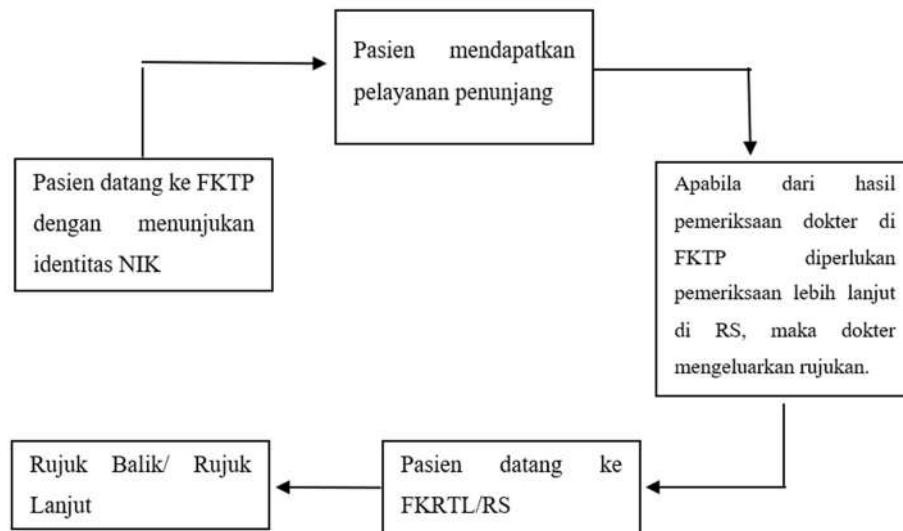 Pasien mendapatkan
pelayanan penunjang
Pasien datang ke FKTP
dengan menunjukan
identitas NIK
Apabila dari hasil
pemeriksaan dokter di
FKTP diperlukan
pemeriksaan lebih lanjut
di RS, maka dokter
mengeluarkan rujukan.
Rujuk Balik/ Rujuk
Lanjut
Pasien datang ke
FKRTL/RS